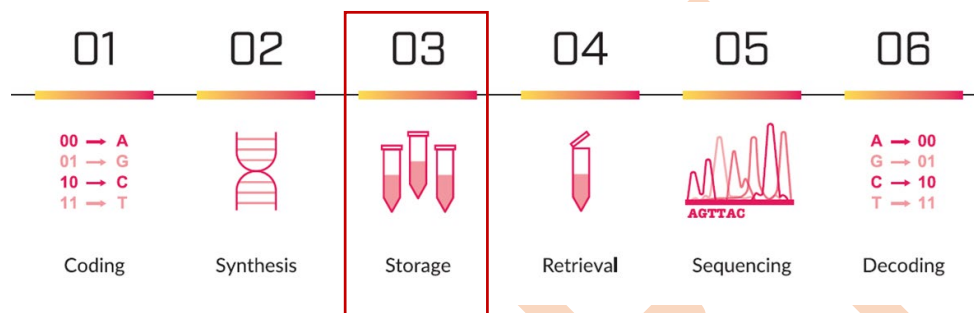 01 02 03 04 05 06
00 → A
01 → G
10 → C
11 → T
AGTTAC
A → 00
G → 01
C → 10
T → 11
Coding Synthesis Storage Retrieval Sequencing Decoding